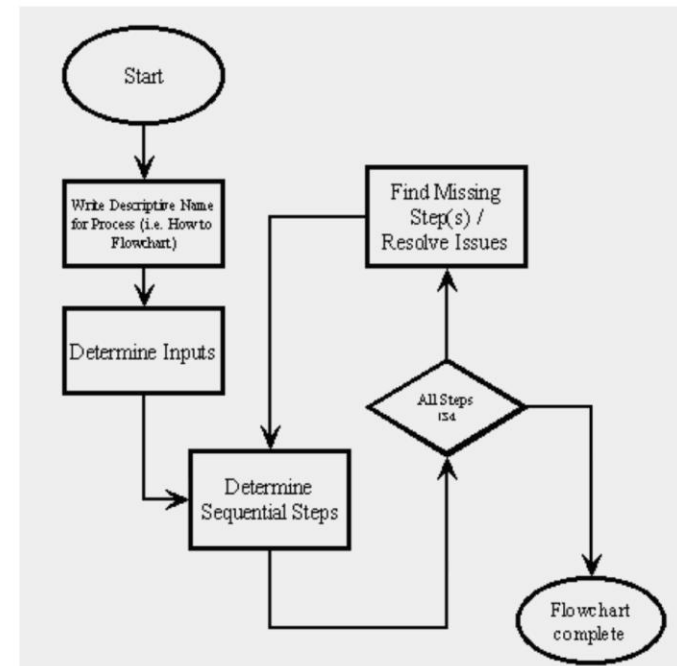 Start
Write Descriptive Name
for Process (i.e. How to
Flowchart)
Determine Inputs
Determine
Sequential Steps
Find Missing
Step(s) /
Resolve Issues
All Steps
Flowchart
complete